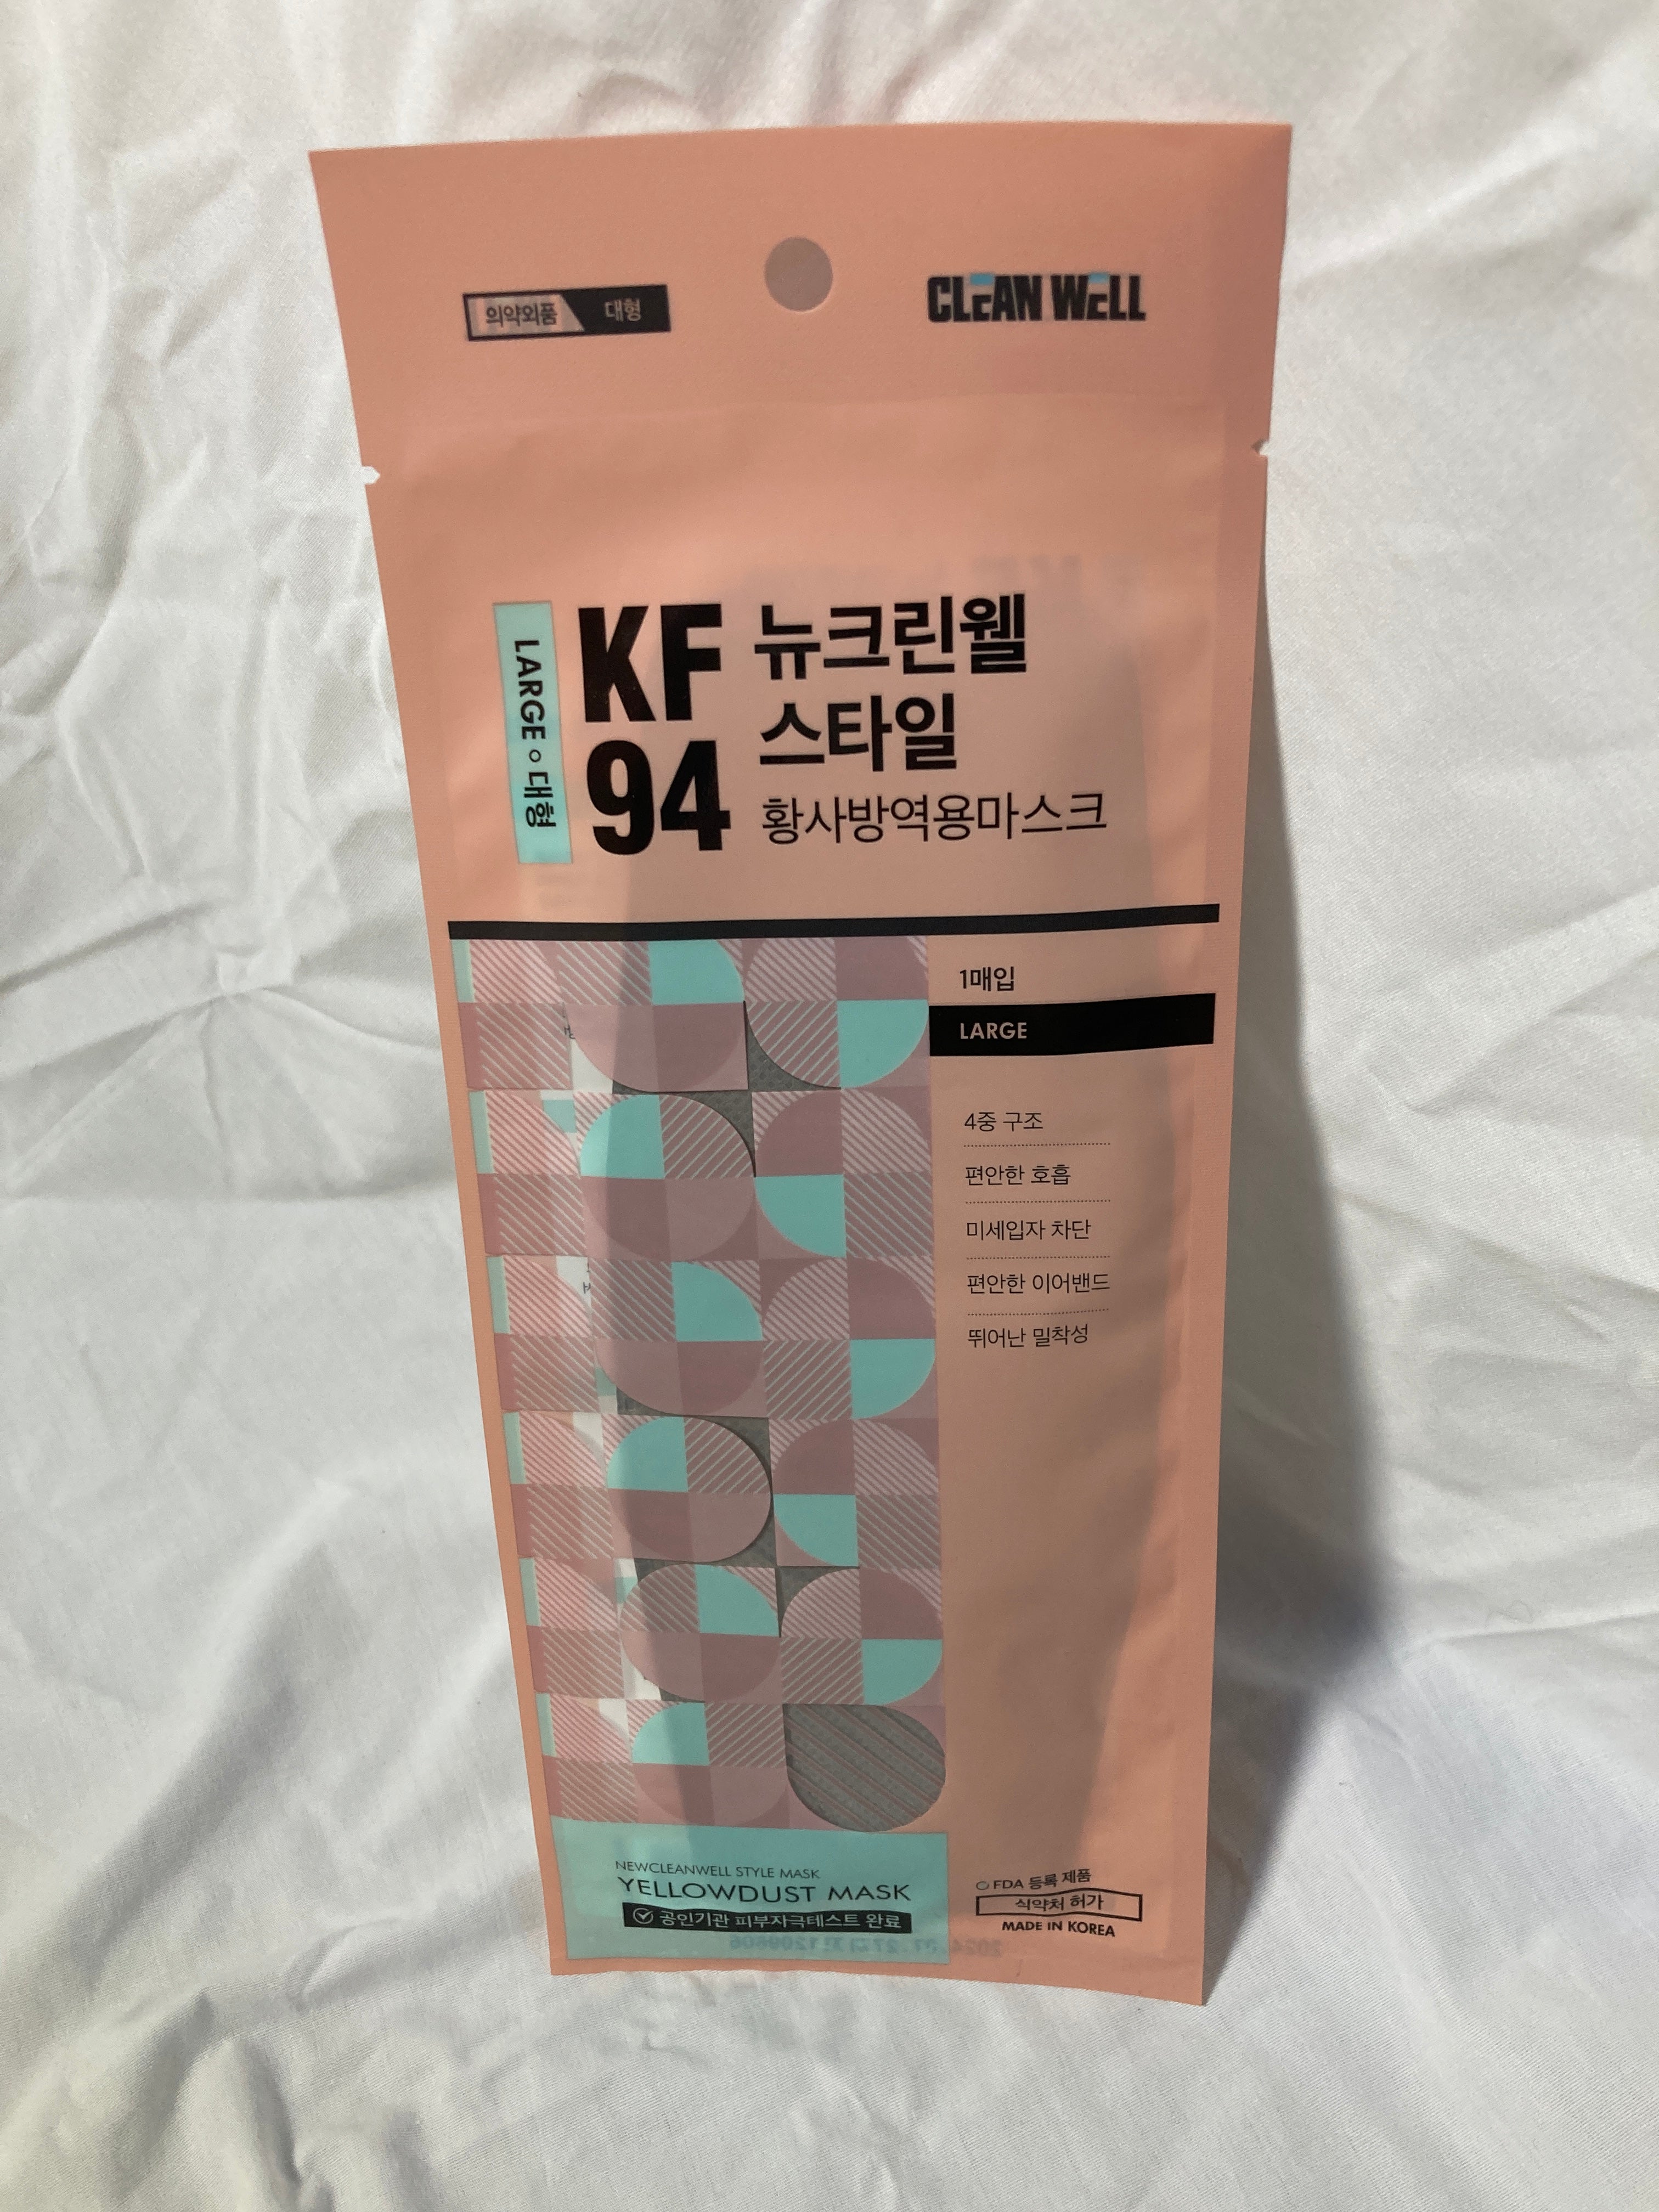 의약외품 대형
CLEAN WELL
LARGE 대형
KF
94
뉴크린웰
스타일
황사방역용마스크
1매입
LARGE
4중 구조
편안한 호흡
미세입자 차단
편안한 이어밴드
뛰어난 밀착성
NEWCLEANWELL STYLE MASK
YELLOWDUST MASK
공인기관 피부자극테스트 완료
FDA 등록 제품
식약처 허가
MADE IN KOREA